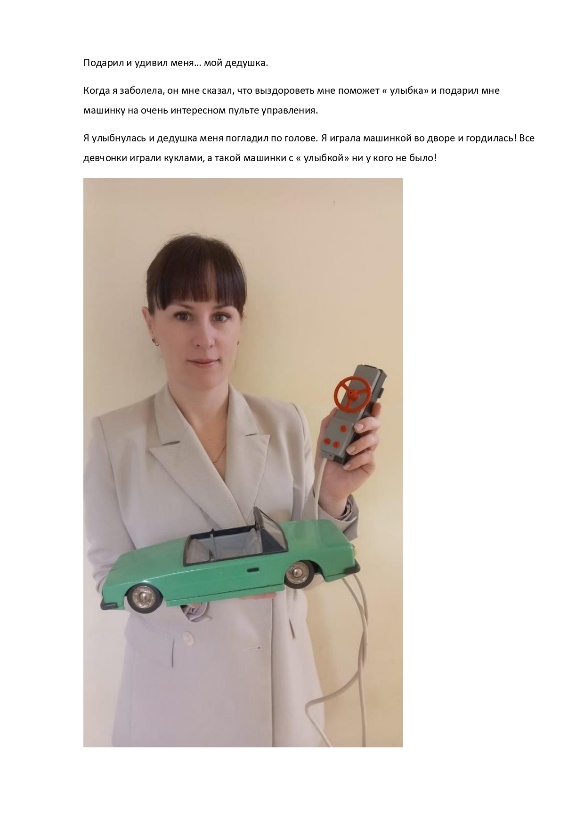 Подарил и удивил меня... мой дедушка.
Когда я заболела, он мне сказал, что выздороветь мне поможет « улыбка» и подарил мне
машинку на очень интересном пульте управления.
Я улыбнулась и дедушка меня погладил по голове. Я играла машинкой во дворе и гордилась! Все
девчонки играли куклами, а такой машинки с « улыбкой» ни у кого не было!